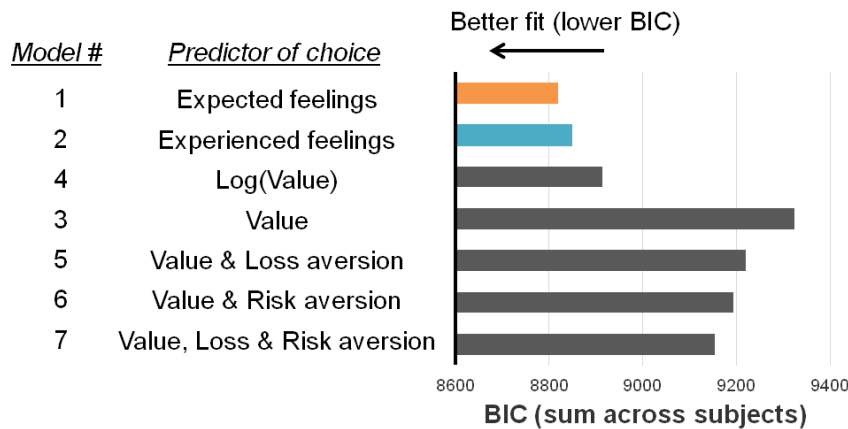 Better fit (lower BIC)
Model # Predictor of choice
1 Expected feelings
2 Experienced feelings
4 Log(Value)
3 Value
5 Value & Loss aversion
6 Value & Risk aversion
7 Value, Loss & Risk aversion
8600 8800 9000 9200 9400
BIC (sum across subjects)